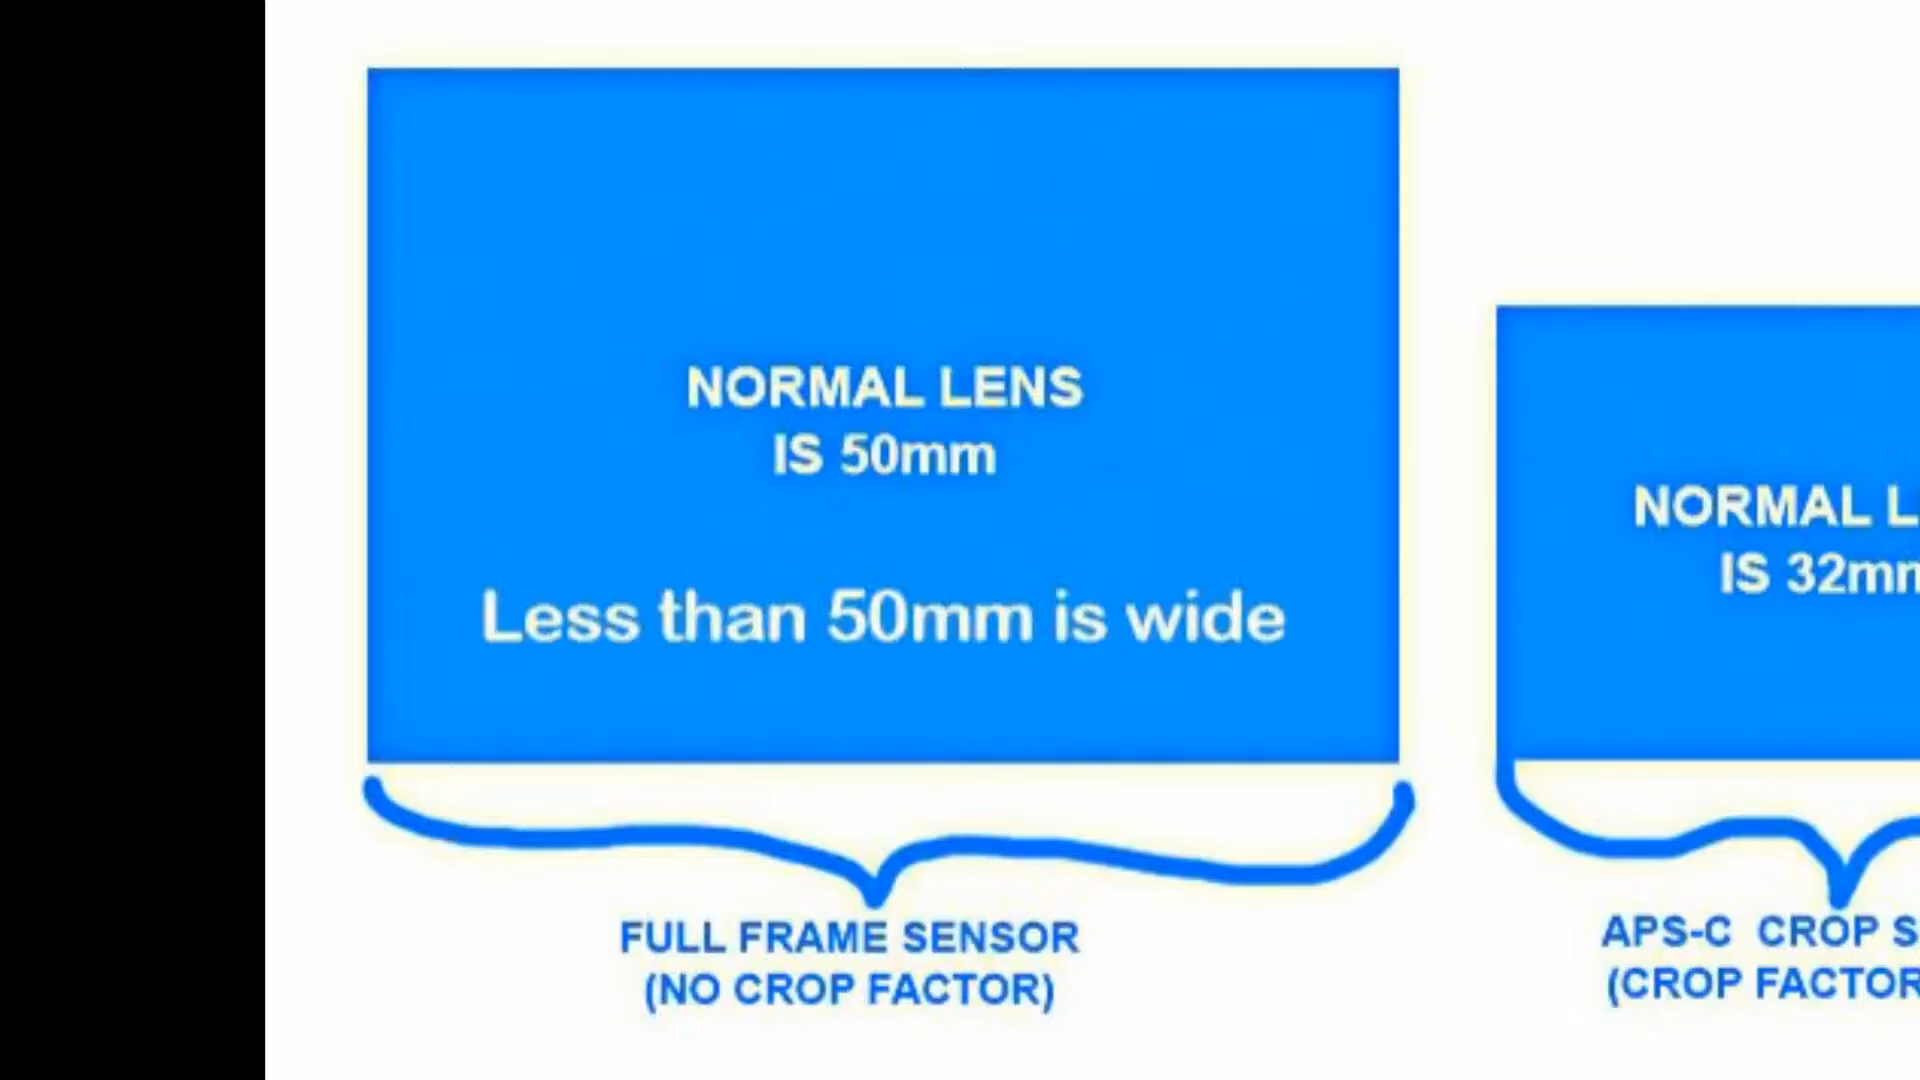 NORMAL LENS
IS 50mm
Less than 50mm is wide
FULL FRAME SENSOR
(NO CROP FACTOR)
NORMAL
IS 32mm
APS-C CROP
(CROP FACTOR